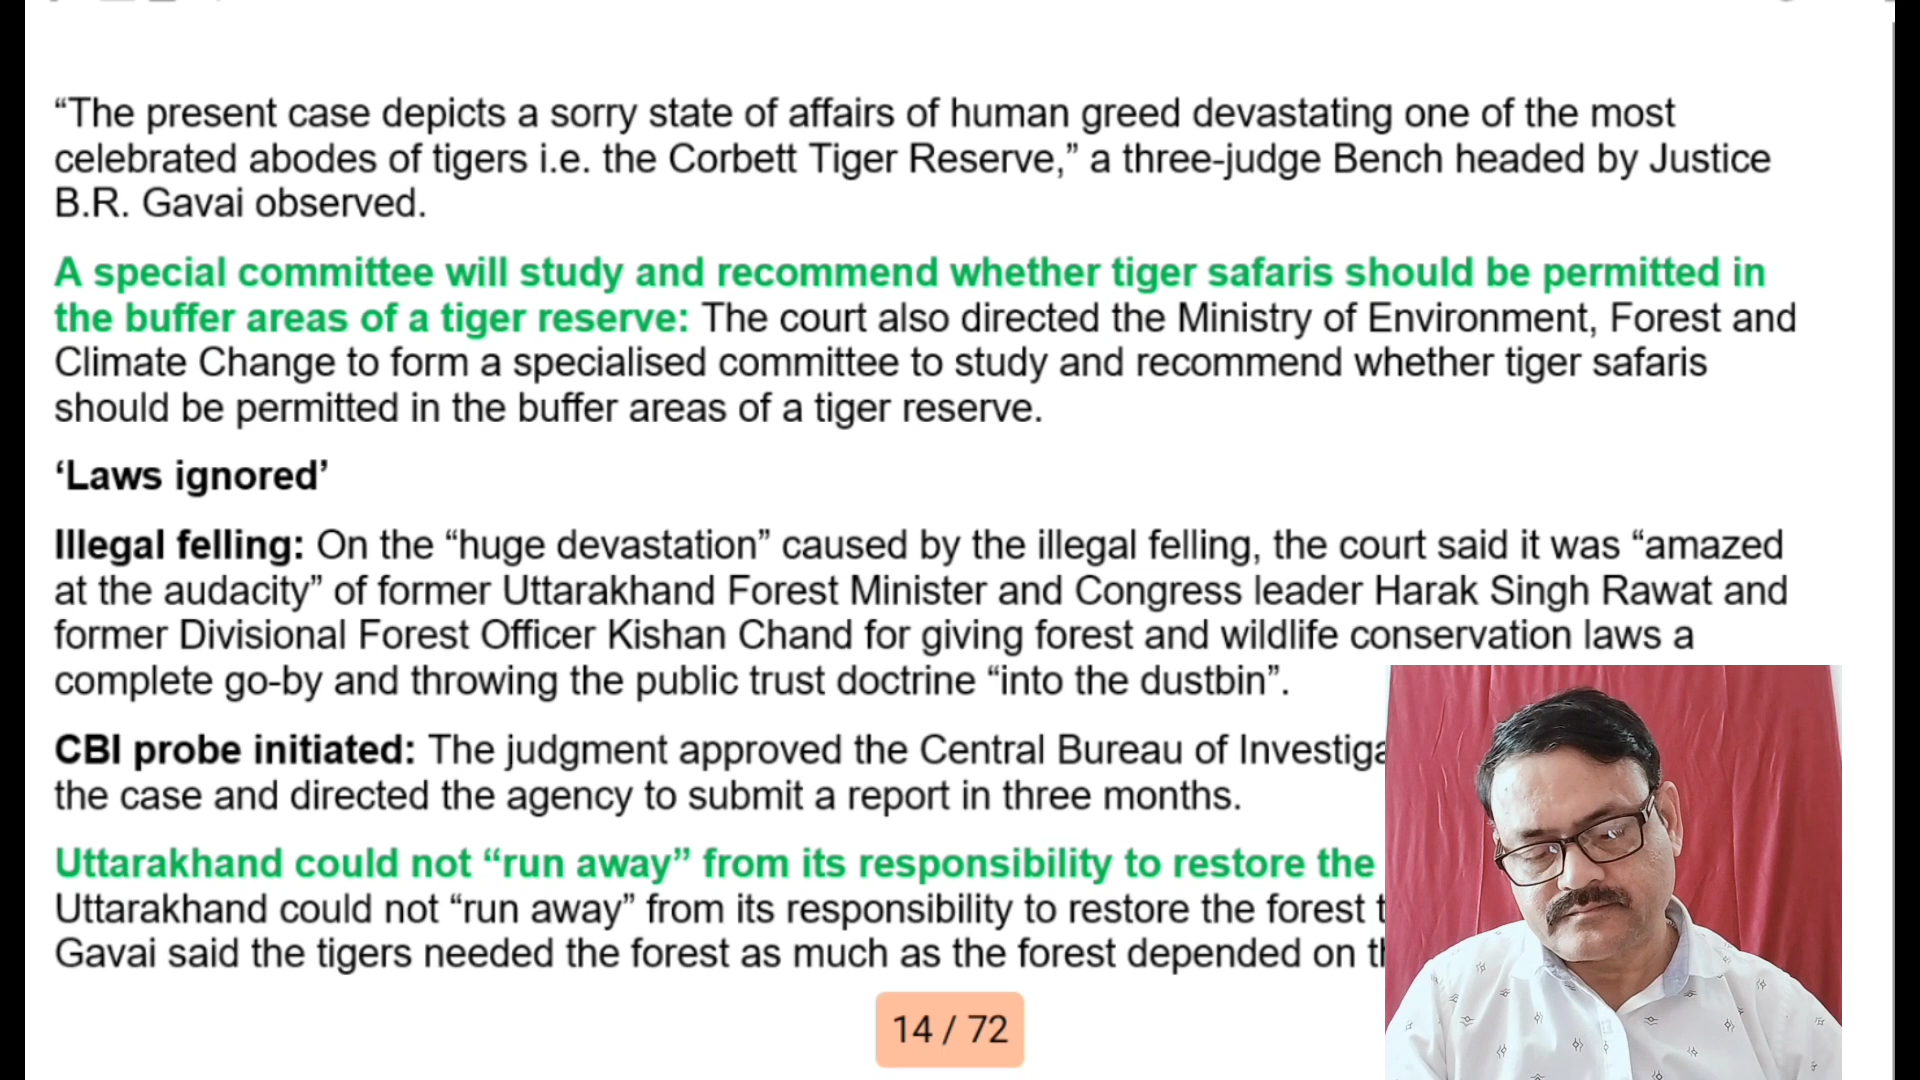 “The present case depicts a sorry state of affairs of human greed devastating one of the most
celebrated abodes of tigers i.e. the Corbett Tiger Reserve,” a three-judge Bench headed by Justice
B.R. Gavai observed.
A special committee will study and recommend whether tiger safaris should be permitted in
the buffer areas of a tiger reserve: The court also directed the Ministry of Environment, Forest and
Climate Change to form a specialised committee to study and recommend whether tiger safaris
should be permitted in the buffer areas of a tiger reserve.
‘Laws ignored’
Illegal felling: On the “huge devastation” caused by the illegal felling, the court said it was “amazed
at the audacity” of former Uttarakhand Forest Minister and Congress leader Harak Singh Rawat and
former Divisional Forest Officer Kishan Chand for giving forest and wildlife conservation laws a
complete go-by and throwing the public trust doctrine “into the dustbin”.
CBI probe initiated: The judgment approved the Central Bureau of
the case and directed the agency to submit a report in three months.
Uttarakhand could not “run away” from its responsibility to restore the
Uttarakhand could not “run away” from its responsibility to restore the forest
Gavai said the tigers needed the forest as much as the forest depended on
14 / 72